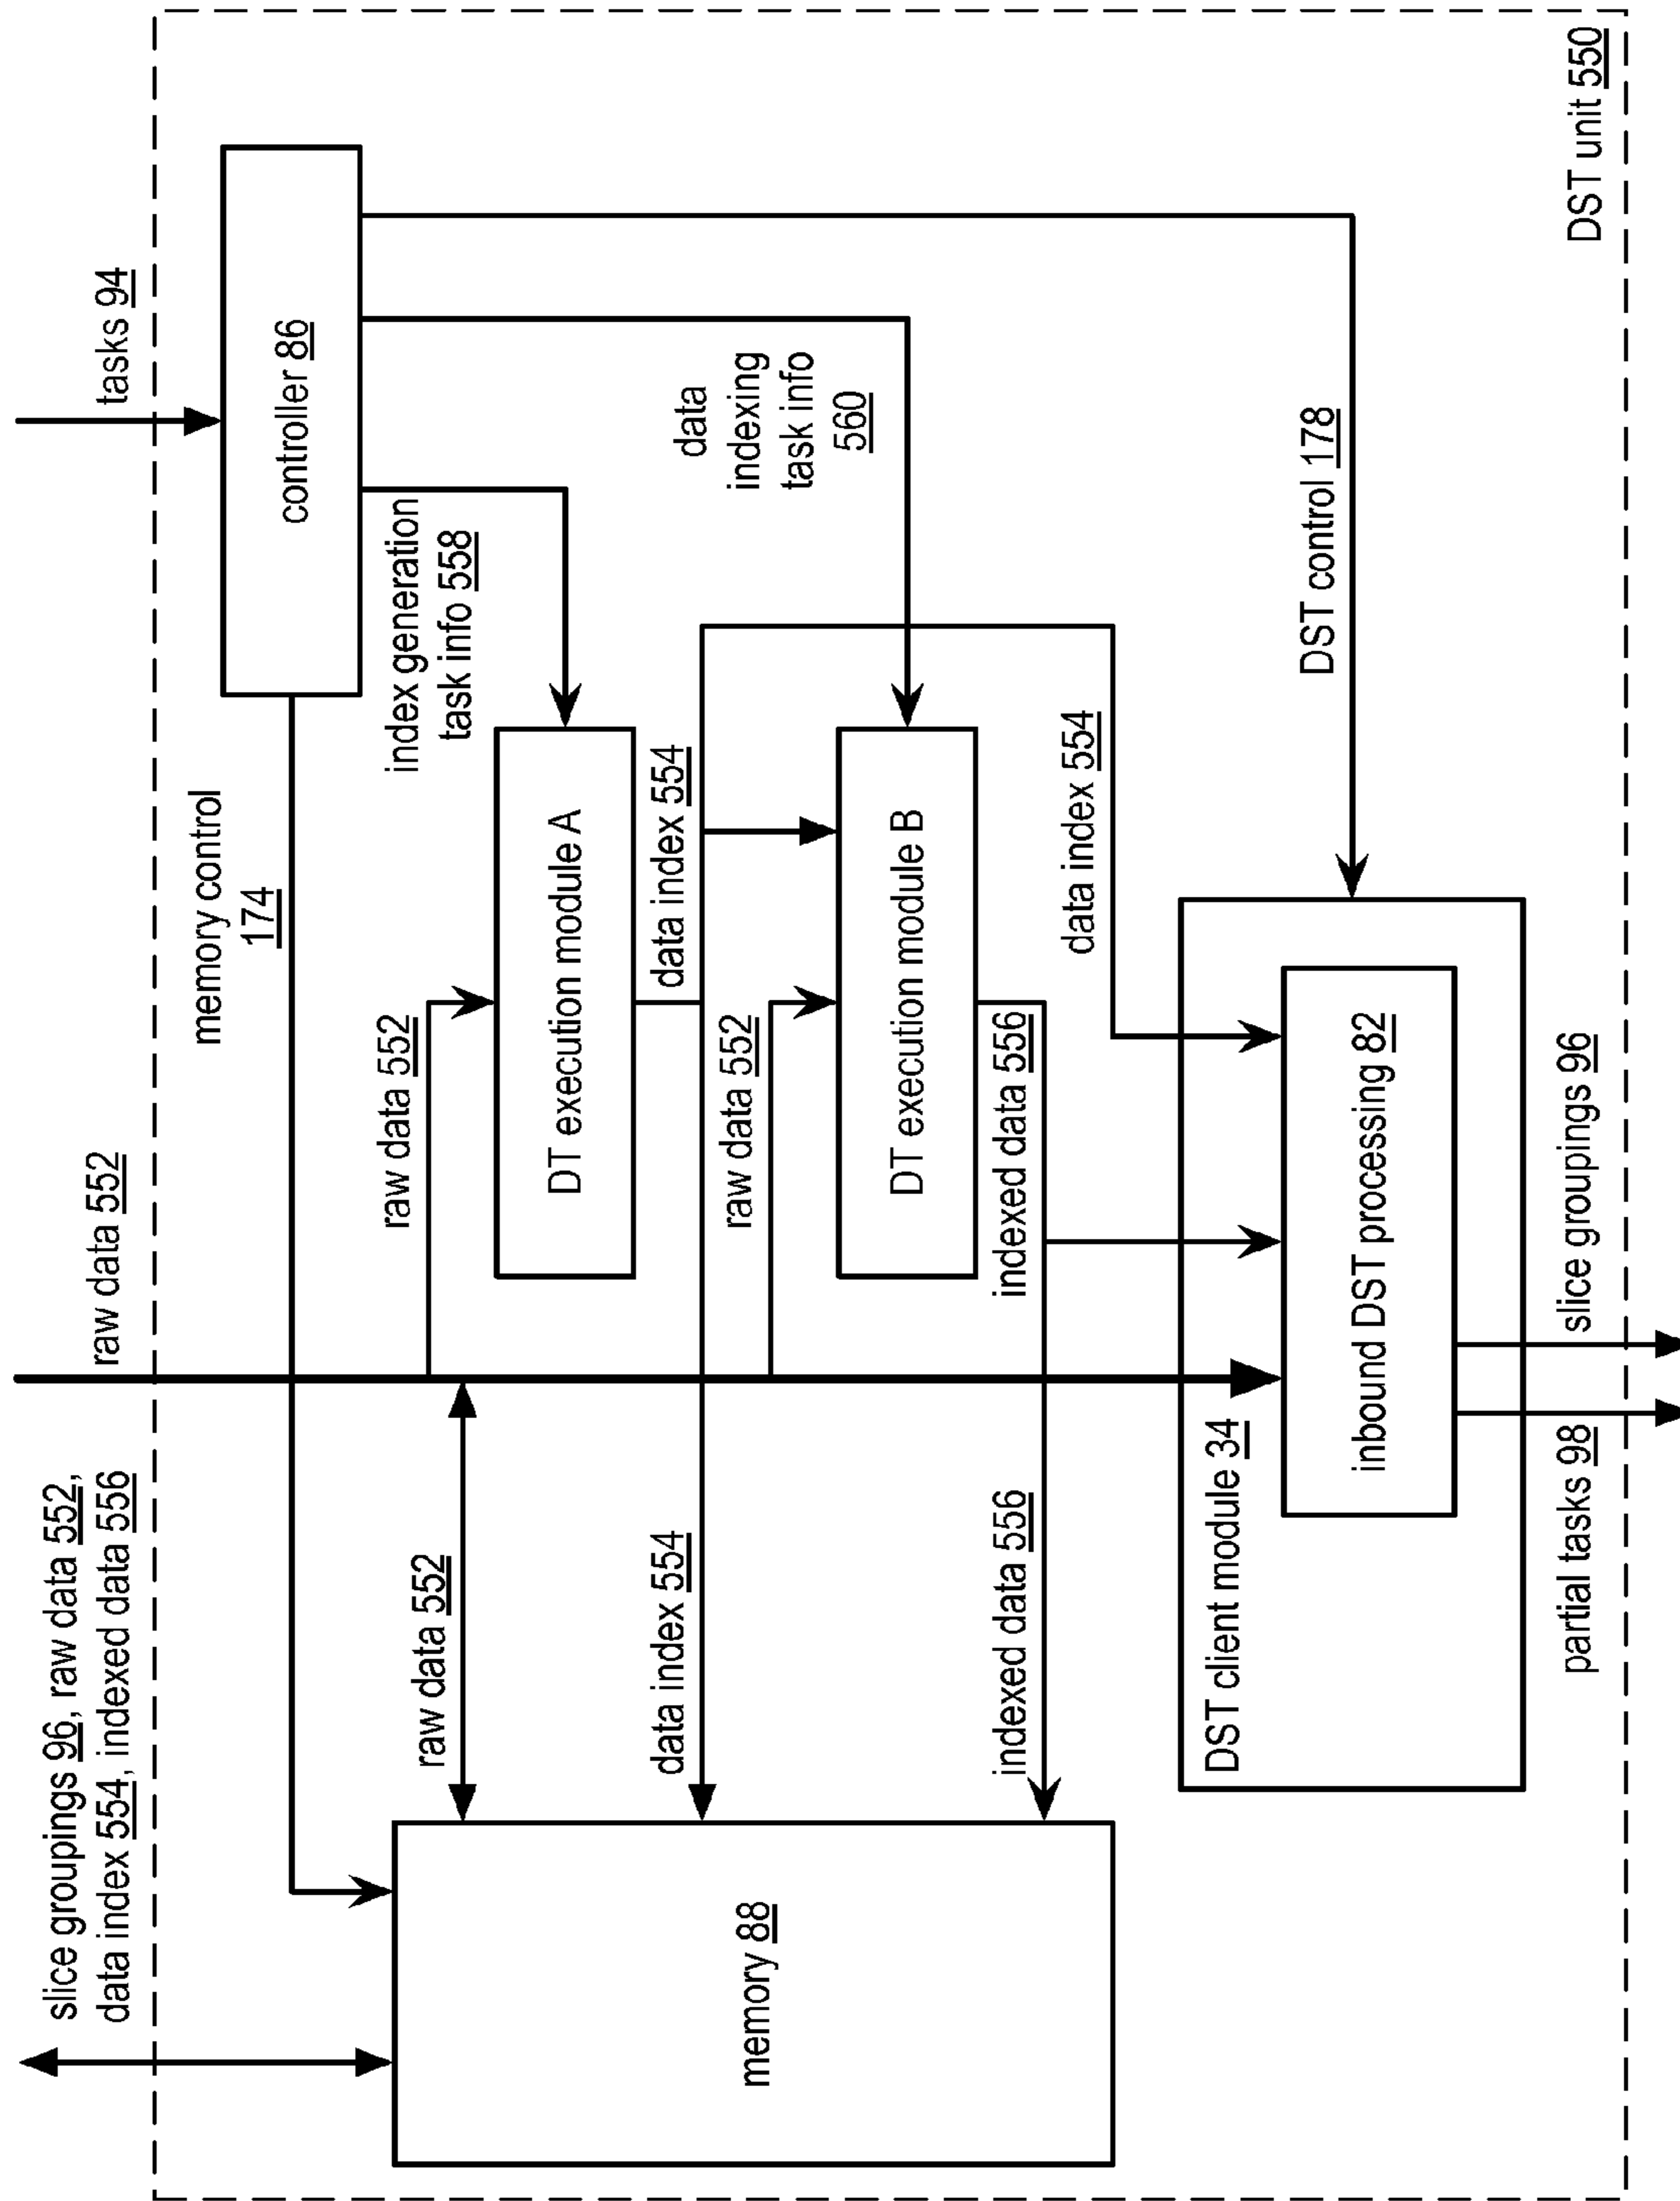 slice groupings 96, raw data 552,
data index 554, indexed data 556
raw data 552
tasks 94
memory control
174
controller 86
index generation
task info 558
data
indexing
task info
560
raw data 552
raw data 552
DT execution module A
data index 554
data index 554
memory 88
raw data 552
DT execution module B
indexed data 556
indexed data 556
data index 554
DST control 178
DST client module 34
inbound DST processing 82
partial tasks 98
slice groupings 96
DST unit 550